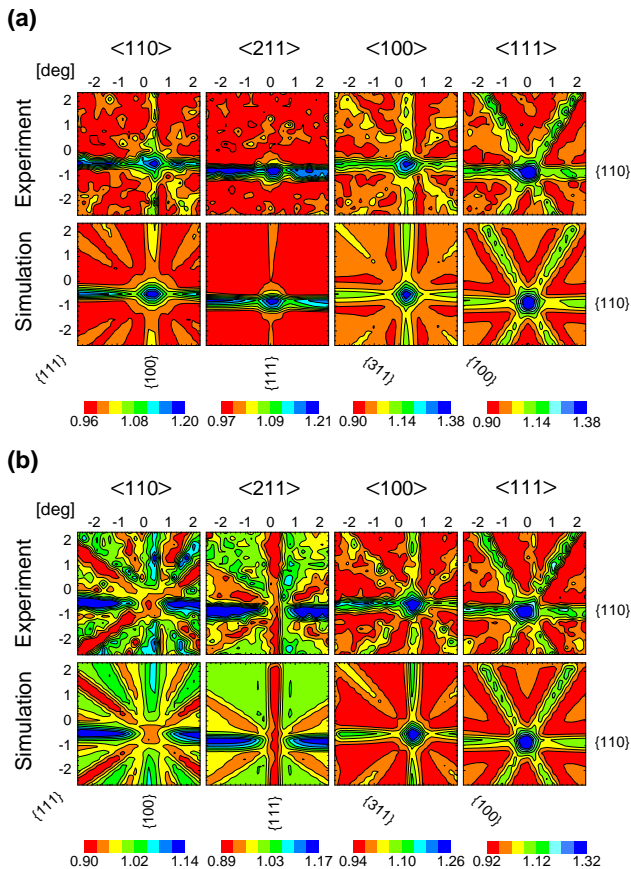 (a)
<110> <211> <100> <111>
[deg] -2 -1 0 1 2 -2 -1 0 1 2 -2 -1 0 1 2 -2 -1 0 1 2
Experiment
2
1
0
-1
-2
{110}
Simulation
2
1
0
-1
-2
{110}
{111} {100} {111} {311} {100}
0.96 1.08 1.20 0.97 1.09 1.21 0.90 1.14 1.38 0.90 1.14 1.38
(b)
<110> <211> <100> <111>
[deg] -2 -1 0 1 2 -2 -1 0 1 2 -2 -1 0 1 2 -2 -1 0 1 2
Experiment
2
1
0
-1
-2
{110}
Simulation
2
1
0
-1
-2
{110}
{111} {100} {111} {311} {100}
0.90 1.02 1.14 0.89 1.03 1.17 0.94 1.10 1.26 0.92 1.12 1.32